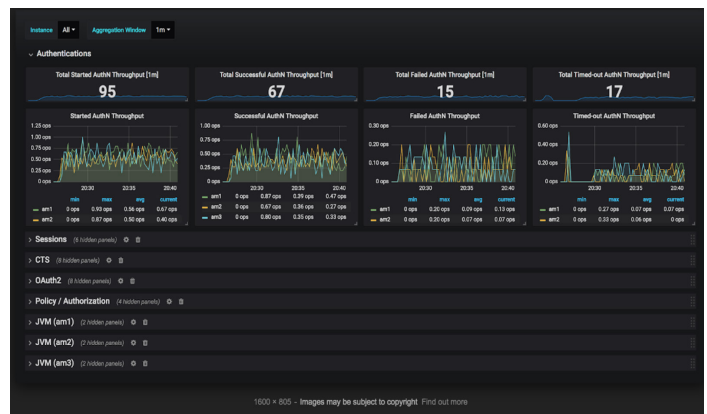 Instance All Aggregation Window 1m
Authentications
Total Started AuthN Throughput [1m]
95
Total Successful AuthN Throughput [1m]
67
Total Failed AuthN Throughput [1m]
15
Total Timed-out AuthN Throughput [1m]
17
Started AuthN Throughput
1.25 ops
1.00 ops
0.75 ops
0.50 ops
0.25 ops
0 ops
20:30 20:35 20:40
min max avg current
am1 0 ops 0.93 ops 0.56 ops 0.67 ops
am2 0 ops 0.87 ops 0.50 ops 0.40 ops
Successful AuthN Throughput
1.00 ops
0.80 ops
0.60 ops
0.40 ops
0.20 ops
0 ops
20:30 20:35 20:40
min max avg current
am1 0 ops 0.87 ops 0.39 ops 0.47 ops
am2 0 ops 0.67 ops 0.36 ops 0.27 ops
am3 0 ops 0.80 ops 0.35 ops 0.33 ops
Failed AuthN Throughput
0.30 ops
0.20 ops
0.10 ops
0 ops
20:30 20:35 20:40
min max avg current
am1 0 ops 0.20 ops 0.09 ops 0.13 ops
am2 0 ops 0.20 ops 0.07 ops 0.07 ops
Timed-out AuthN Throughput
0.60 ops
0.40 ops
0.20 ops
0 ops
20:30 20:35 20:40
min max avg current
am1 0 ops 0.27 ops 0.07 ops 0.07 ops
am2 0 ops 0.33 ops 0.06 ops 0 ops
Sessions (6 hidden panels)
CTS (8 hidden panels)
OAuth2 (8 hidden panels)
Policy / Authorization (4 hidden panels)
JVM (am1) (2 hidden panels)
JVM (am2) (2 hidden panels)
JVM (am3) (2 hidden panels)
1600 × 805 - Images may be subject to copyright Find out more